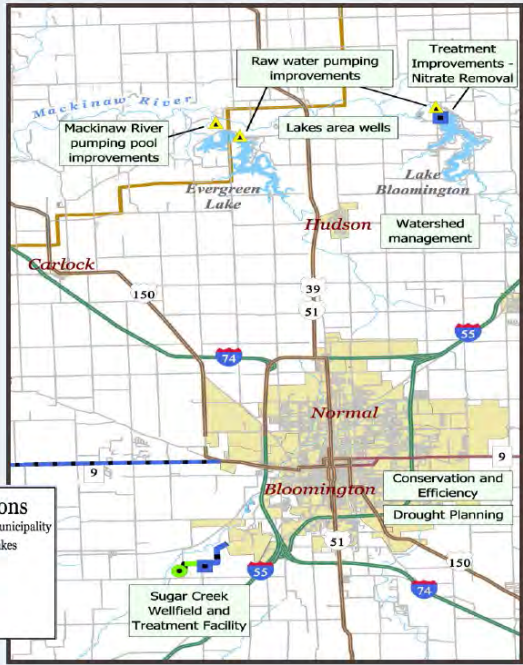 Treatment
Improvements -
Nitrate Removal
Raw water pumping
improvements
Mackinaw River
Mackinaw River
pumping pool
improvements
Lakes area wells
Evergreen
Lake
Lake
Bloomington
Hudson
Watershed
management
Carlock
150
39
51
55
74
Normal
9
9
Bloomington
Conservation and
Efficiency
Drought Planning
ons
unicipality
akes
51
150
55
74
Sugar Creek
Wellfield and
Treatment Facility